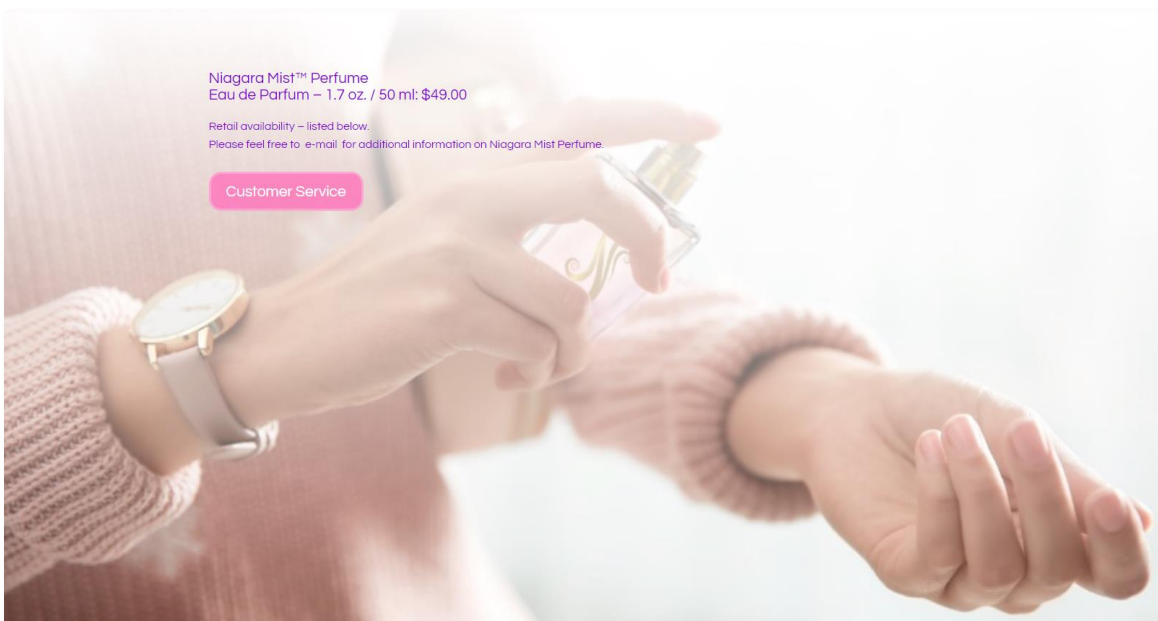 Niagara Mist™ Perfume
Eau de Parfum – 1.7 oz. / 50 ml: $49.00
Retail availability – listed below.
Please feel free to  e-mail  for additional information on Niagara Mist Perfume.
Customer Service
N